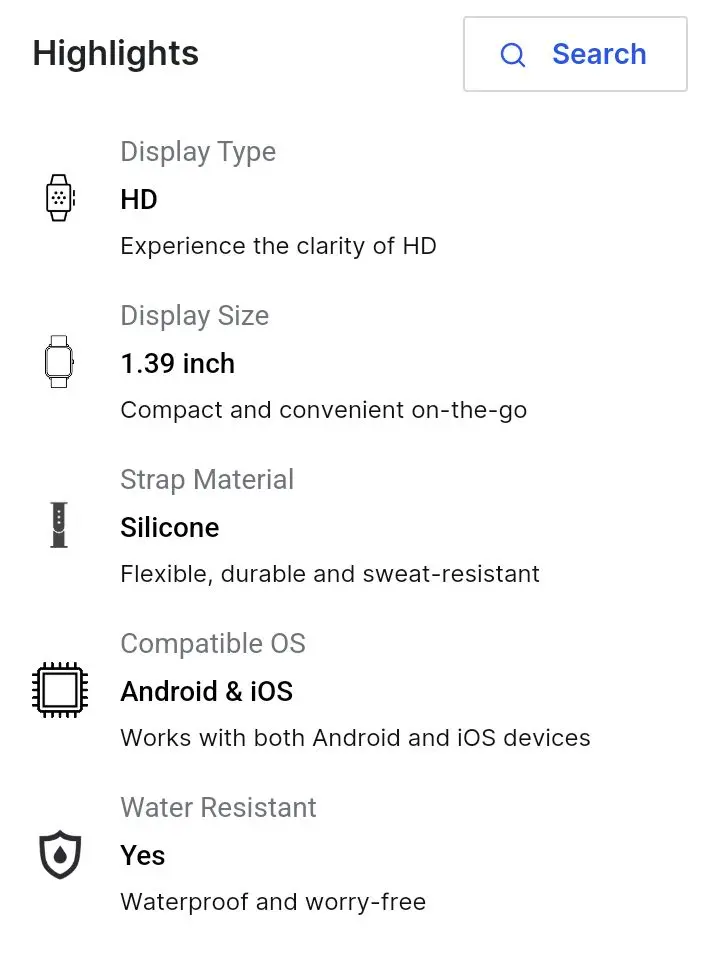 Highlights
Search
Display Type
HD
Experience the clarity of HD
Display Size
1.39 inch
Compact and convenient on-the-go
Strap Material
Silicone
Flexible, durable and sweat-resistant
Compatible OS
Android & iOS
Works with both Android and iOS devices
Water Resistant
Yes
Waterproof and worry-free